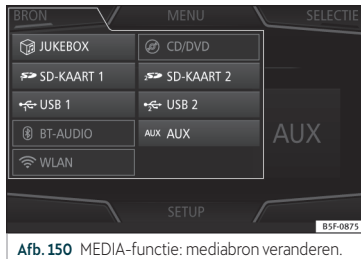 BRON MENU SELECTIE
JUKEBOX CD/DVD
SD-KAART 1 SD-KAART 2
USB 1 USB 2
BT-AUDIO AUX AUX
WLAN
AUX
SETUP
B5F-0875
Afb. 150 MEDIA-functie: mediabron veranderen.